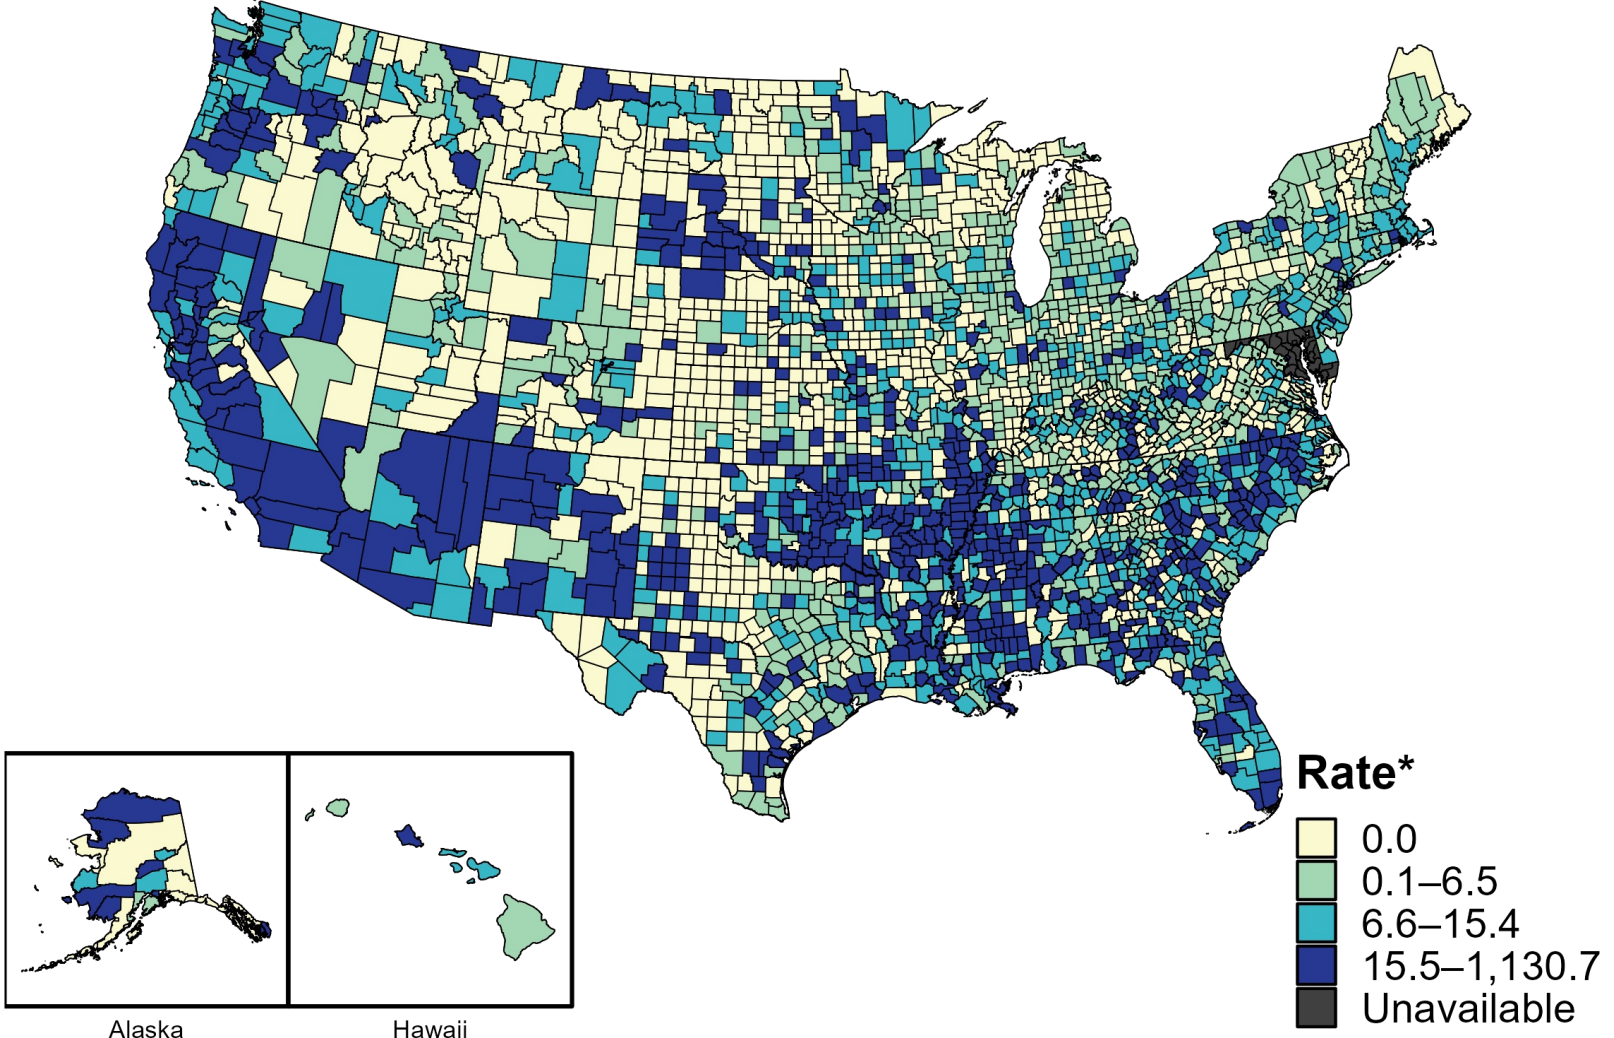 Rate*
0.0
0.1–6.5
6.6–15.4
15.5–1,130.7
Unavailable
Alaska
Hawaii